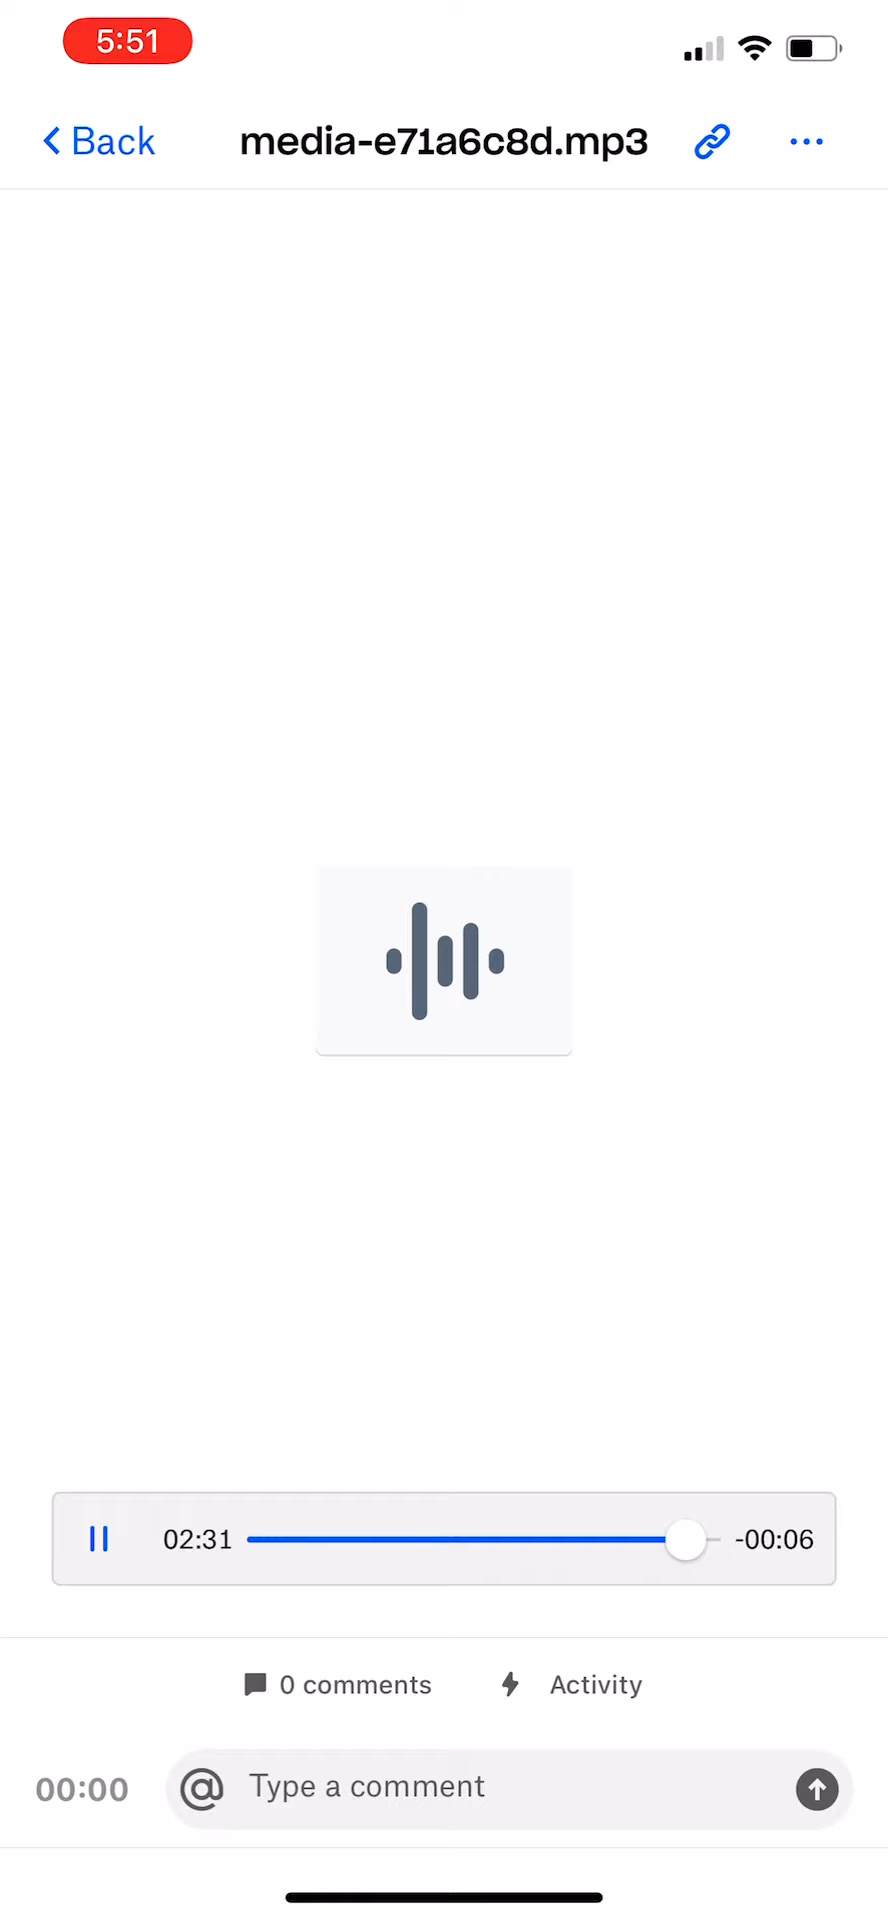 5:51
Back media-e71a6c8d.mp3
02:31 -00:06
0 comments Activity
00:00 @ Type a comment